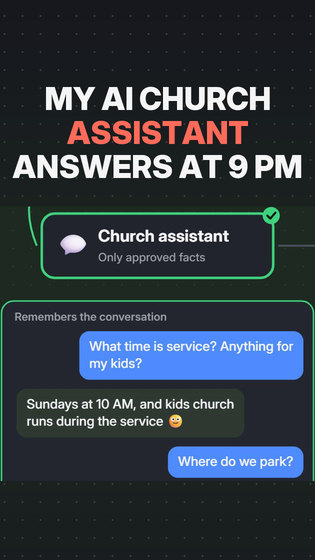 MY AI CHURCH
ASSISTANT
ANSWERS AT 9 PM
Church assistant
Only approved facts
Remembers the conversation
What time is service? Anything for
my kids?
Sundays at 10 AM, and kids church
runs during the service 🤪
Where do we park?